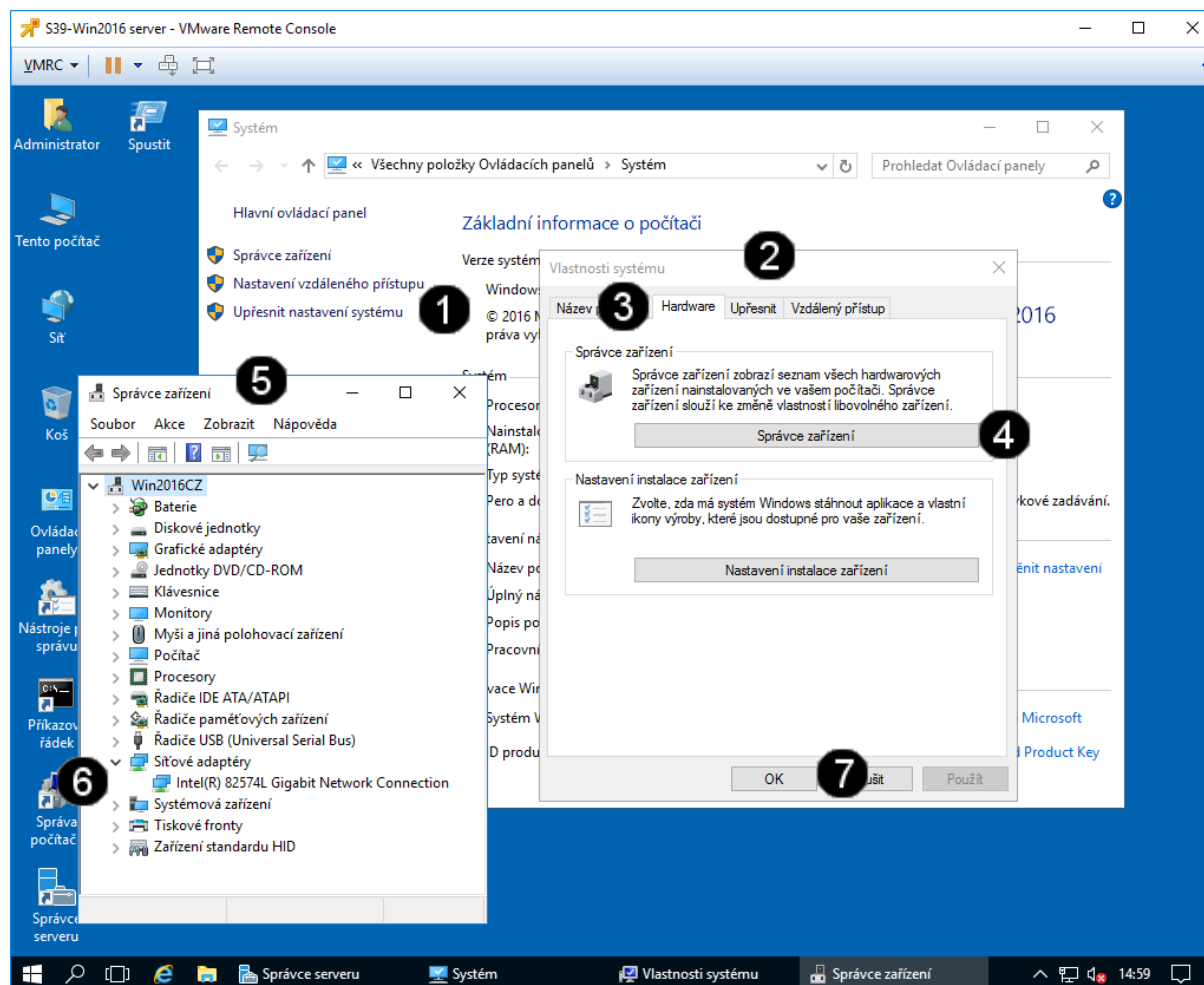 S39-Win2016 server - VMware Remote Console
VMRC
Administrator
Spustit
Tento počítač
Síť
Koš
Ovládac
panely
Nástroje p
správu
Příkazov
řádek
Správa
počítač
Správce
serveru
Systém
« Všechny položky Ovládacích panelů > Systém
Prohledat Ovládací panely
Hlavní ovládací panel
Správce zařízení
Nastavení vzdáleného přístupu
Upřesnit nastavení systému
1
Základní informace o počítači
Verze systém
Windows
© 2016 M
práva vyh
2016
Procesor
Nainstalo
(RAM):
Typ systé
Pero a do
ykové zadávání.
tavení ná
Název po
Úplný ná
Popis po
Pracovní
ěnit nastavení
vace Wir
Systém V
Microsoft
D produ
d Product Key
2
Vlastnosti systému
Název
3
Hardware
Upřesnit
Vzdálený přístup
Správce zařízení
Správce zařízení zobrazí seznam všech hardwarových
zařízení nainstalovaných ve vašem počítači. Správce
zařízení slouží ke změně vlastností libovolného zařízení.
Správce zařízení
4
Nastavení instalace zařízení
Zvolte, zda má systém Windows stáhnout aplikace a vlastní
ikony výroby, které jsou dostupné pro vaše zařízení.
Nastavení instalace zařízení
OK
7
Použít
Správce zařízení
5
Soubor Akce Zobrazit Nápověda
Win2016CZ
Baterie
Diskové jednotky
Grafické adaptéry
Jednotky DVD/CD-ROM
Klávesnice
Monitory
Myši a jiná polohovací zařízení
Počítač
Procesory
Řadiče IDE ATA/ATAPI
Řadiče paměťových zařízení
Řadiče USB (Universal Serial Bus)
Síťové adaptéry
6
Intel(R) 82574L Gigabit Network Connection
Systémová zařízení
Tiskové fronty
Zařízení standardu HID
Správce serveru
Systém
Vlastnosti systému
Správce zařízení
14:59